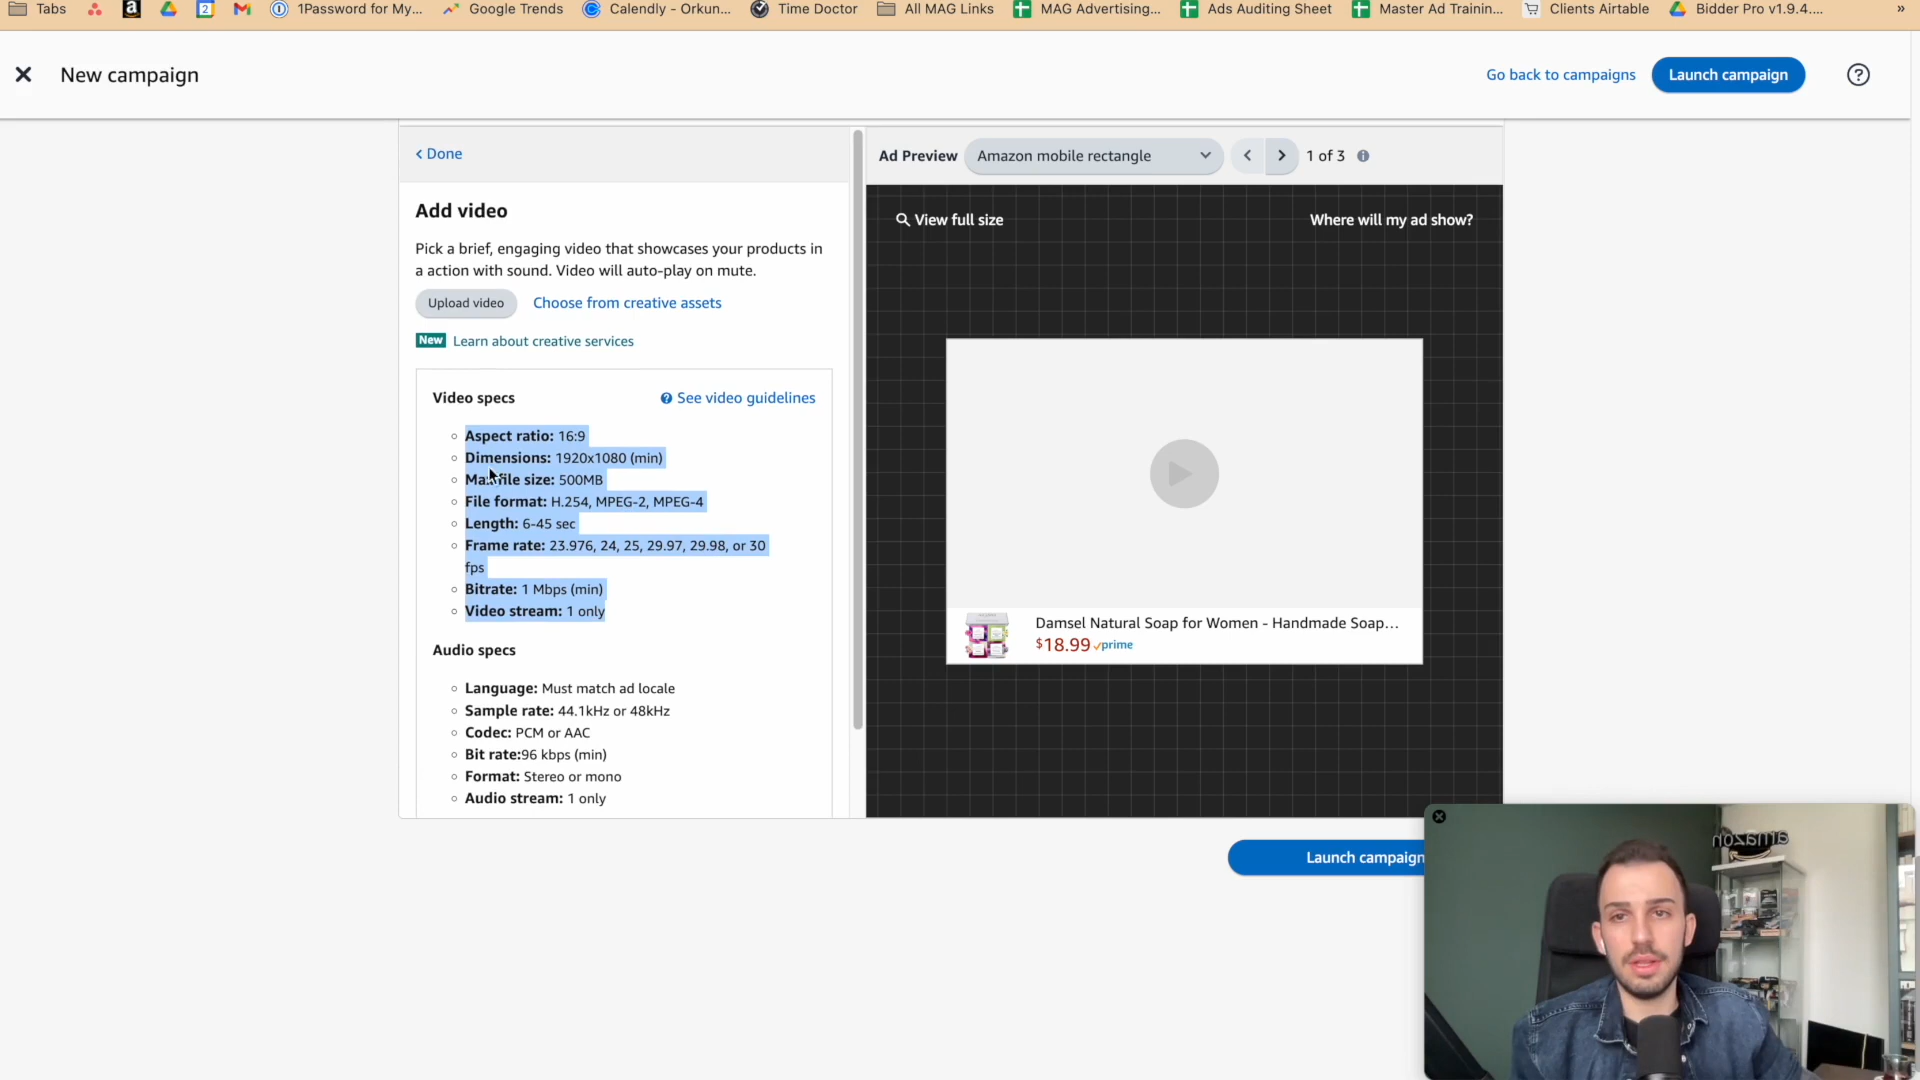 Tabs 1Password for My... Google Trends Calendly - Orkun... Time Doctor All MAG Links MAG Advertising... Ads Auditing Sheet Master Ad Trainin... Clients Airtable Bidder Pro v1.9.4.... »
New campaign
Go back to campaigns
Launch campaign
< Done
Add video
Pick a brief, engaging video that showcases your products in
a action with sound. Video will auto-play on mute.
Upload video Choose from creative assets
New Learn about creative services
Video specs See video guidelines
Aspect ratio: 16:9
Dimensions: 1920x1080 (min)
Max file size: 500MB
File format: H.254, MPEG-2, MPEG-4
Length: 6-45 sec
Frame rate: 23.976, 24, 25, 29.97, 29.98, or 30
fps
Bitrate: 1 Mbps (min)
Video stream: 1 only
Audio specs
Language: Must match ad locale
Sample rate: 44.1kHz or 48kHz
Codec: PCM or AAC
Bit rate:96 kbps (min)
Format: Stereo or mono
Audio stream: 1 only
Ad Preview Amazon mobile rectangle 1 of 3
View full size
Where will my ad show?
Damsel Natural Soap for Women - Handmade Soap...
$18.99 prime
Launch campaign
amazon